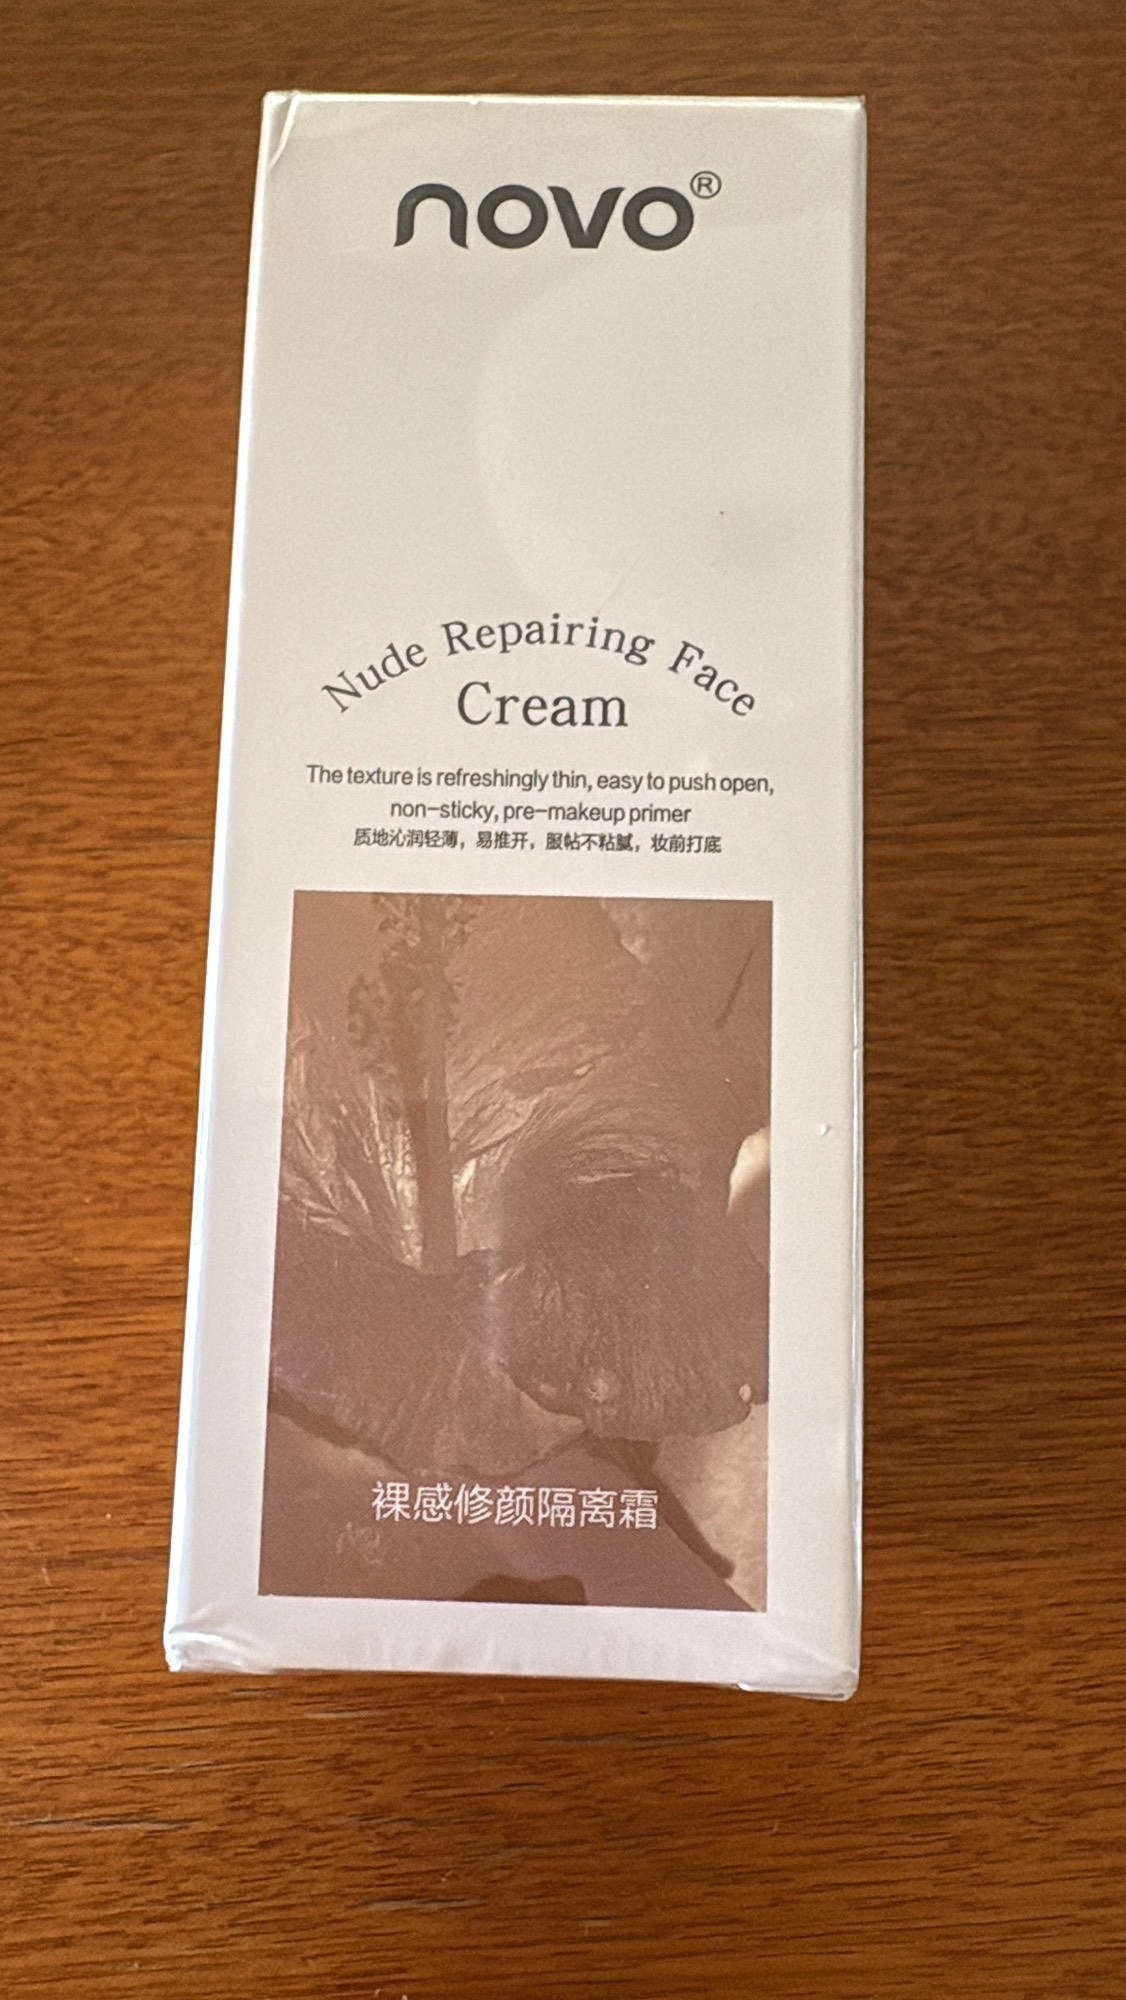 novo®
Nude Repairing Face
Cream
The texture is refreshingly thin, easy to push open,
non-sticky, pre-makeup primer
质地沁润轻薄，易推开，服帖不粘腻，妆前打底
裸感修颜隔离霜